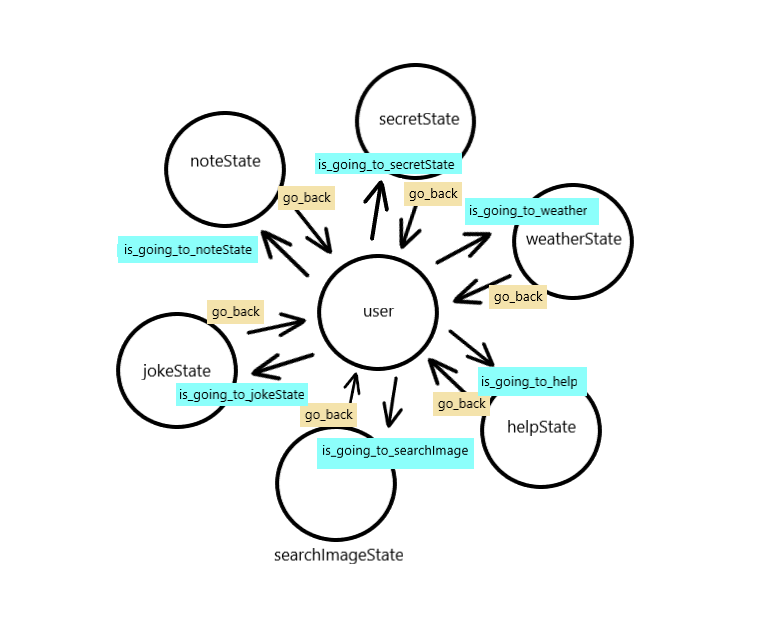 secretState
noteState
is_going_to_secretState
go_back
go_back
is_going_to_weather
is_going_to_noteState
weatherState
go_back
go_back
user
jokeState
is_going_to_jokeState
is_going_to_help
go_back
go_back
helpState
is_going_to_searchImage
searchImageState